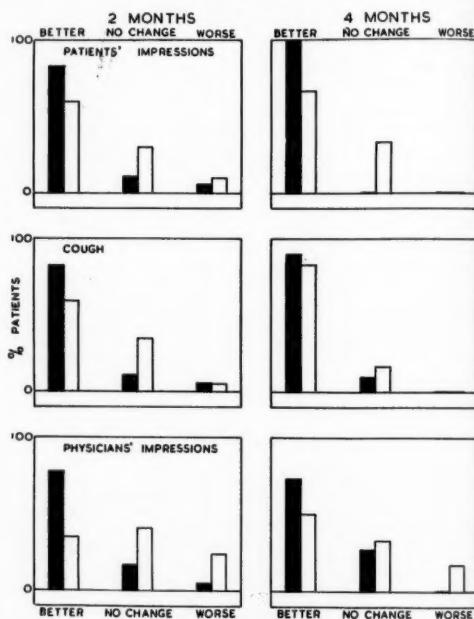 2 MONTHS 4 MONTHS
BETTER NO CHANGE WORSE BETTER NO CHANGE WORSE
100
PATIENTS' IMPRESSIONS
0
100
COUGH
% PATIENTS
0
100
PHYSICIANS' IMPRESSIONS
0
BETTER NO CHANGE WORSE BETTER NO CHANGE WORSE